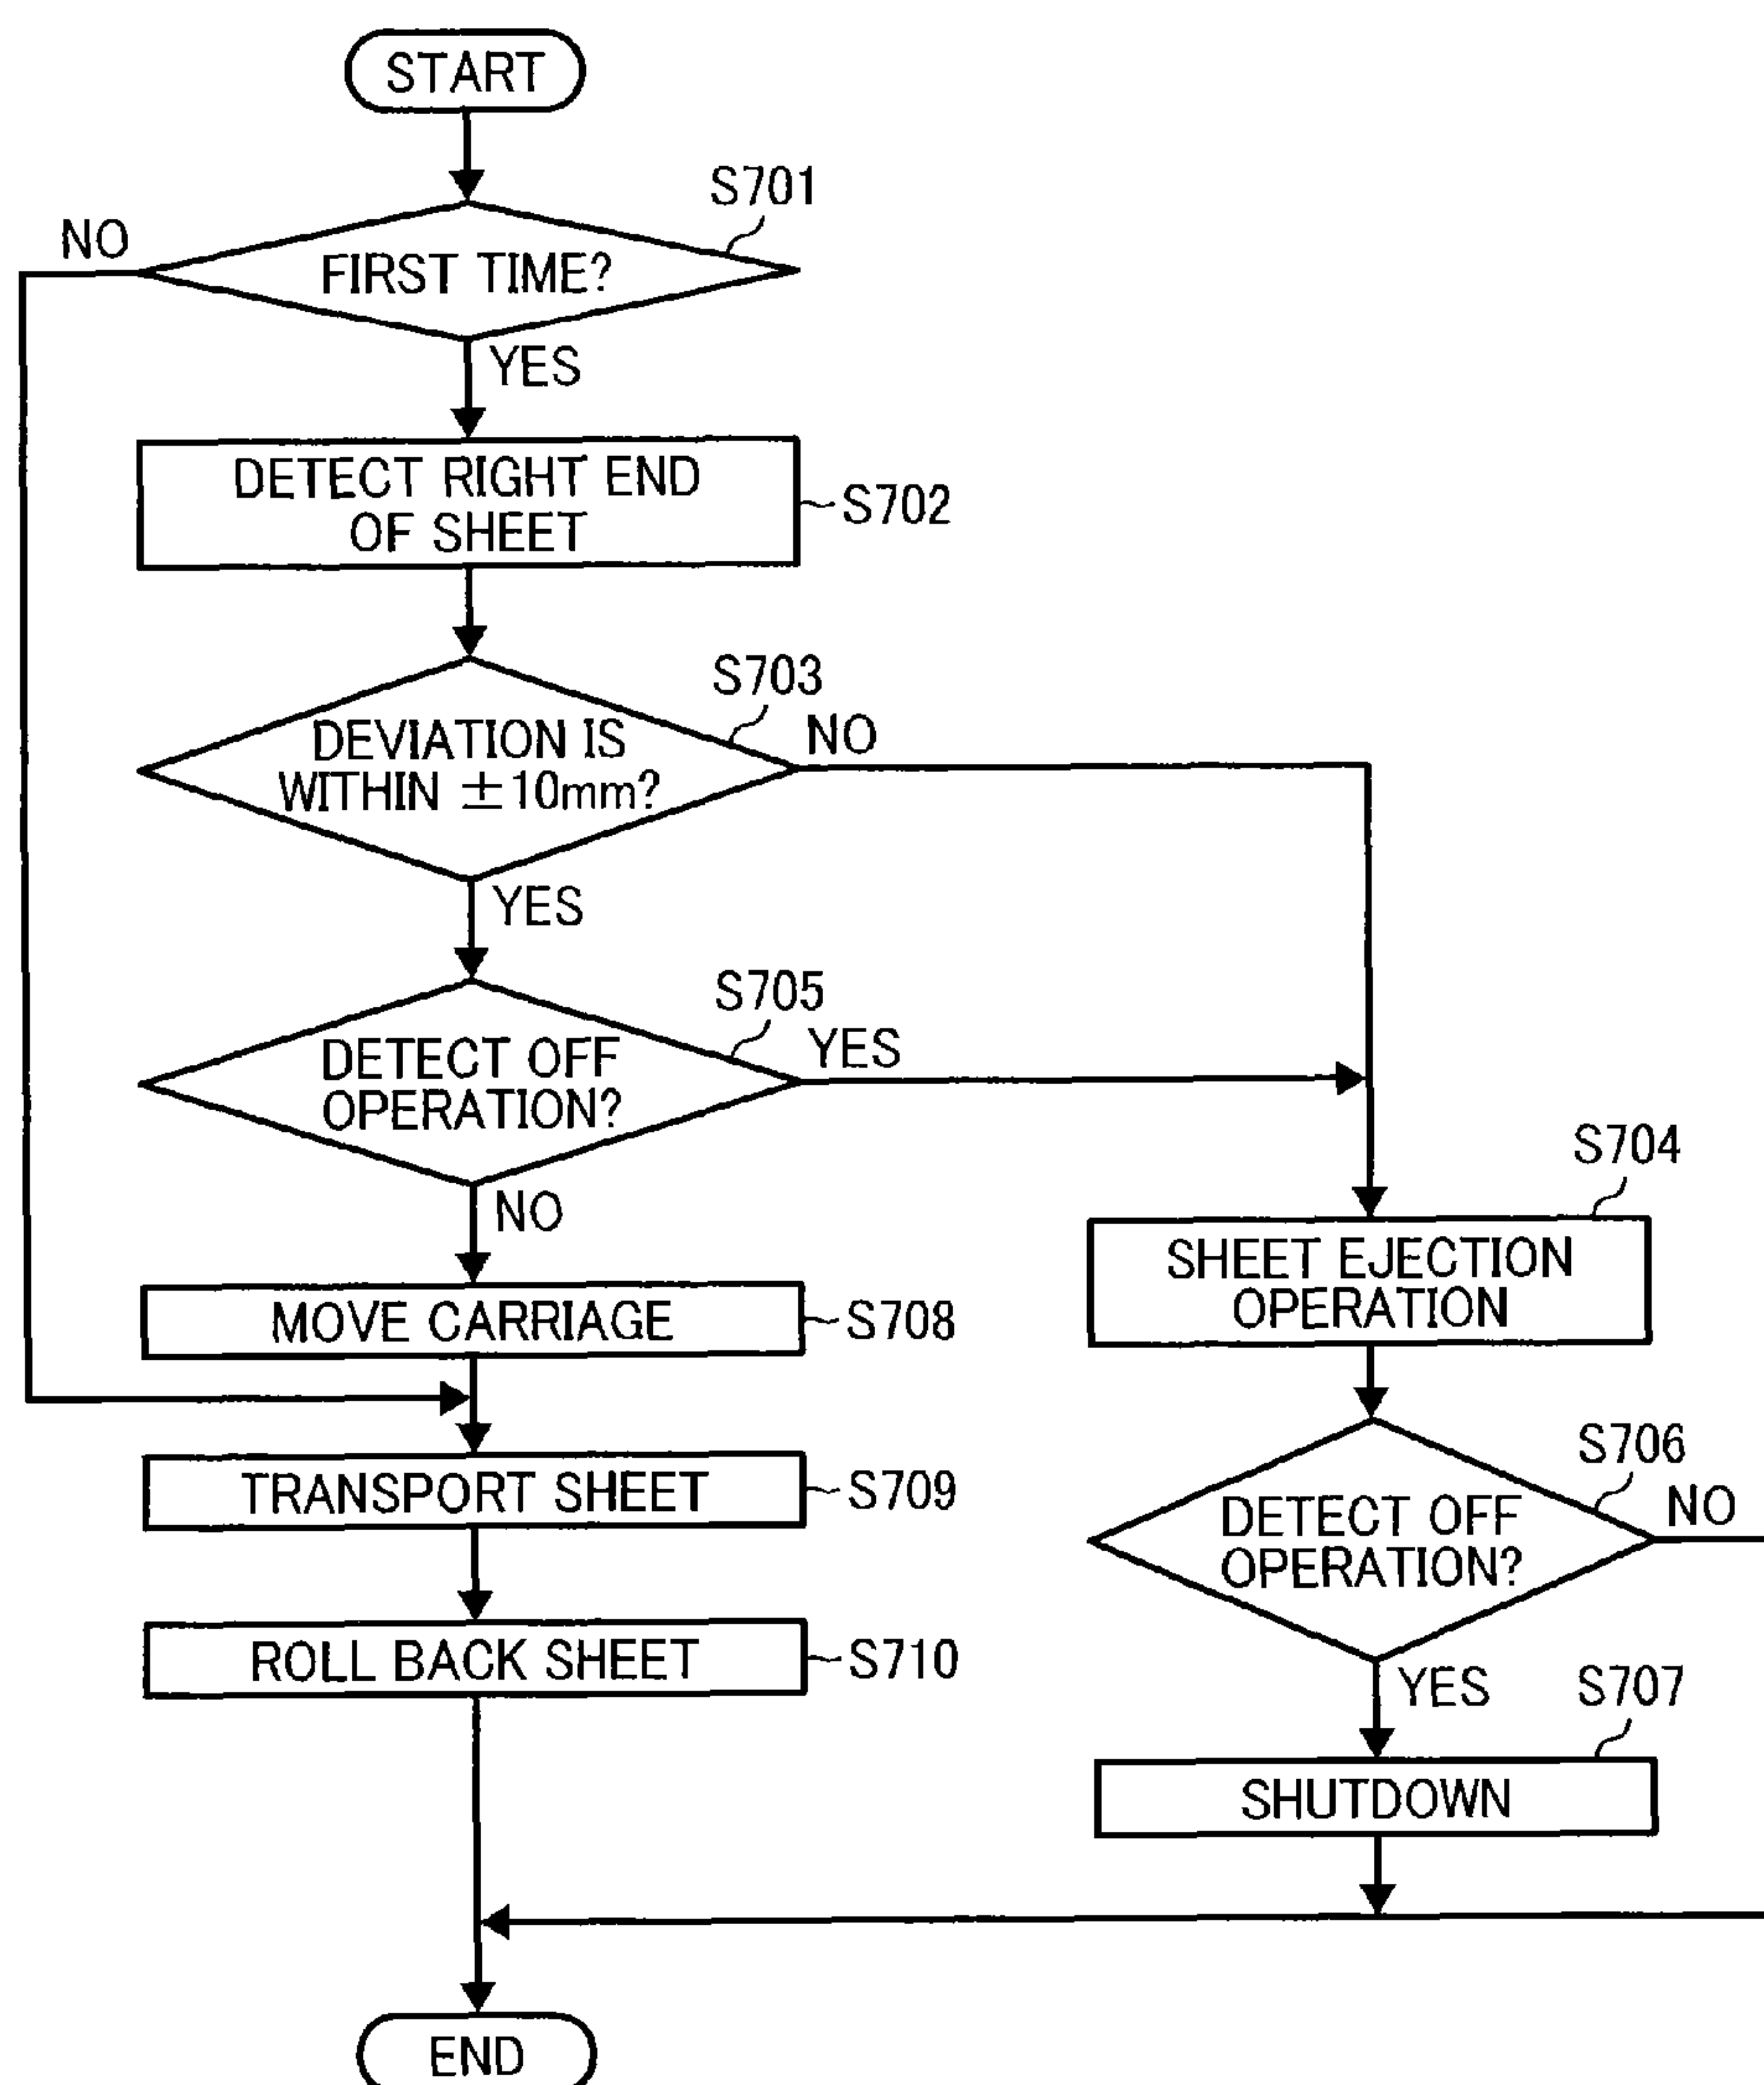 START
S701
NO
FIRST TIME?
YES
DETECT RIGHT END
OF SHEET
S702
S703
DEVIATION IS
WITHIN ±10mm?
NO
YES
S705
DETECT OFF
OPERATION?
YES
NO
S704
SHEET EJECTION
OPERATION
MOVE CARRIAGE
S708
TRANSPORT SHEET
S709
S706
DETECT OFF
OPERATION?
NO
YES
ROLL BACK SHEET
S710
S707
SHUTDOWN
END